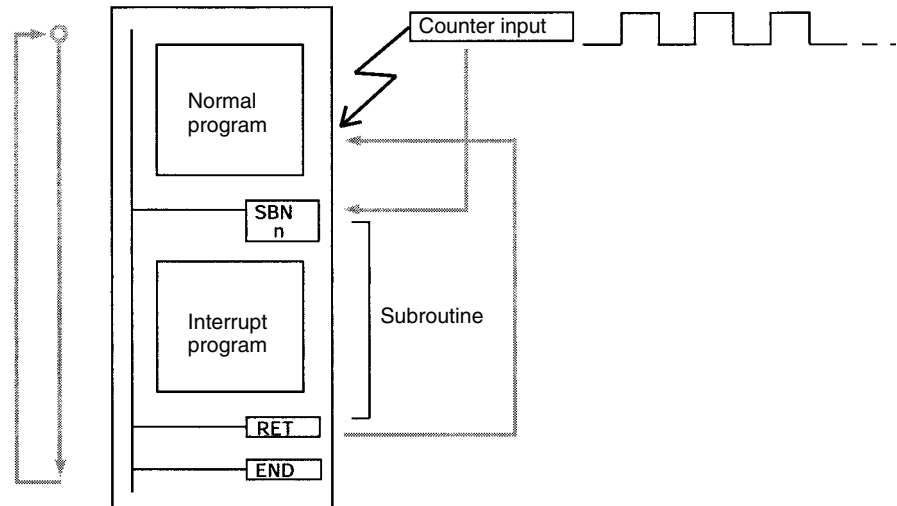 Counter input
Normal
program
SBN
n
Interrupt
program
Subroutine
RET
END